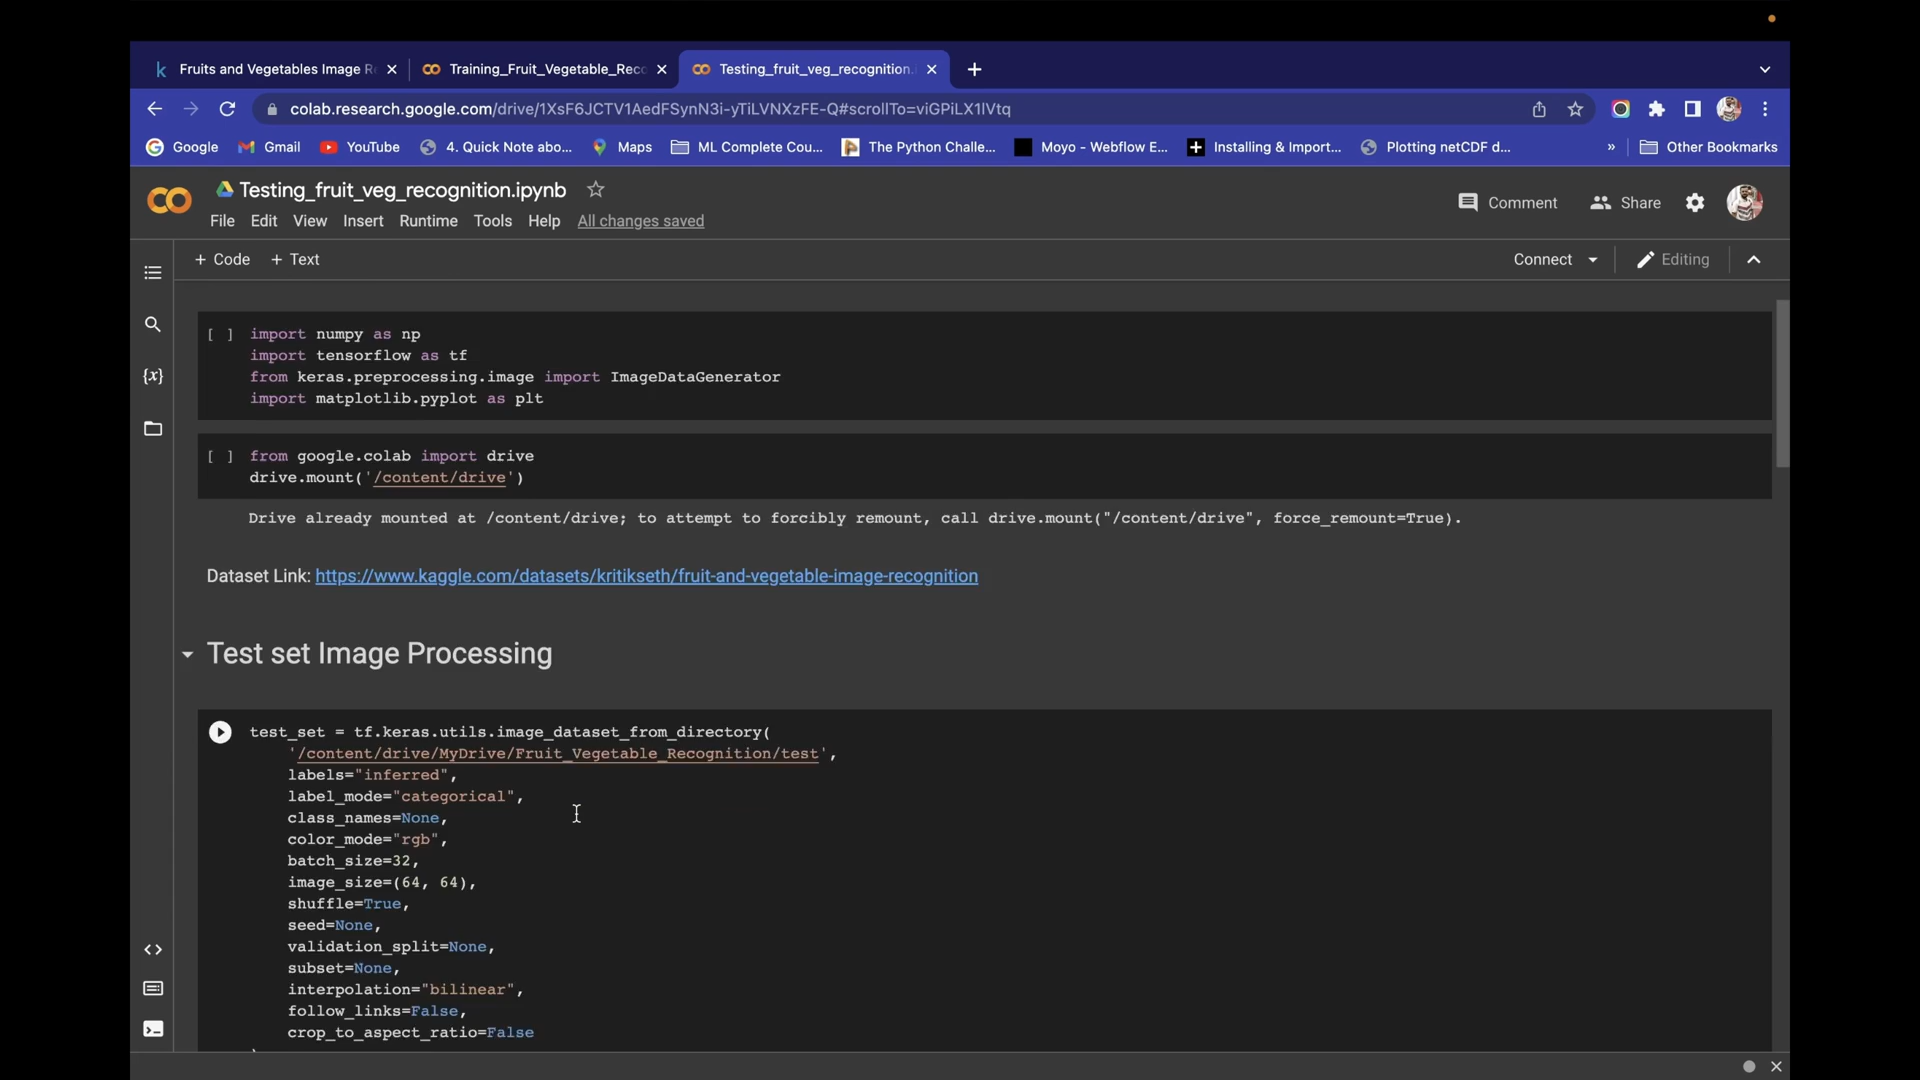 Fruits and Vegetables Image R
Training_Fruit_Vegetable_Reco
Testing_fruit_veg_recognition.
colab.research.google.com/drive/1XsF6JCTV1AedFSynN3i-yTiLVNXzFE-Q#scrollTo=viGPiLX1lVtq
Google
Gmail
YouTube
4. Quick Note abo...
Maps
ML Complete Cou...
The Python Challe...
Moyo - Webflow E...
Installing & Import...
Plotting netCDF d...
»
Other Bookmarks
Testing_fruit_veg_recognition.ipynb
Comment
Share
File Edit View Insert Runtime Tools Help All changes saved
+ Code + Text
Connect
Editing
[ ] import numpy as np
import tensorflow as tf
from keras.preprocessing.image import ImageDataGenerator
import matplotlib.pyplot as plt
[ ] from google.colab import drive
drive.mount('/content/drive')
Drive already mounted at /content/drive; to attempt to forcibly remount, call drive.mount("/content/drive", force_remount=True).
Dataset Link: https://www.kaggle.com/datasets/kritikseth/fruit-and-vegetable-image-recognition
Test set Image Processing
test_set = tf.keras.utils.image_dataset_from_directory(
'/content/drive/MyDrive/Fruit_Vegetable_Recognition/test',
labels="inferred",
label_mode="categorical",
class_names=None,
color_mode="rgb",
batch_size=32,
image_size=(64, 64),
shuffle=True,
seed=None,
validation_split=None,
subset=None,
interpolation="bilinear",
follow_links=False,
crop_to_aspect_ratio=False